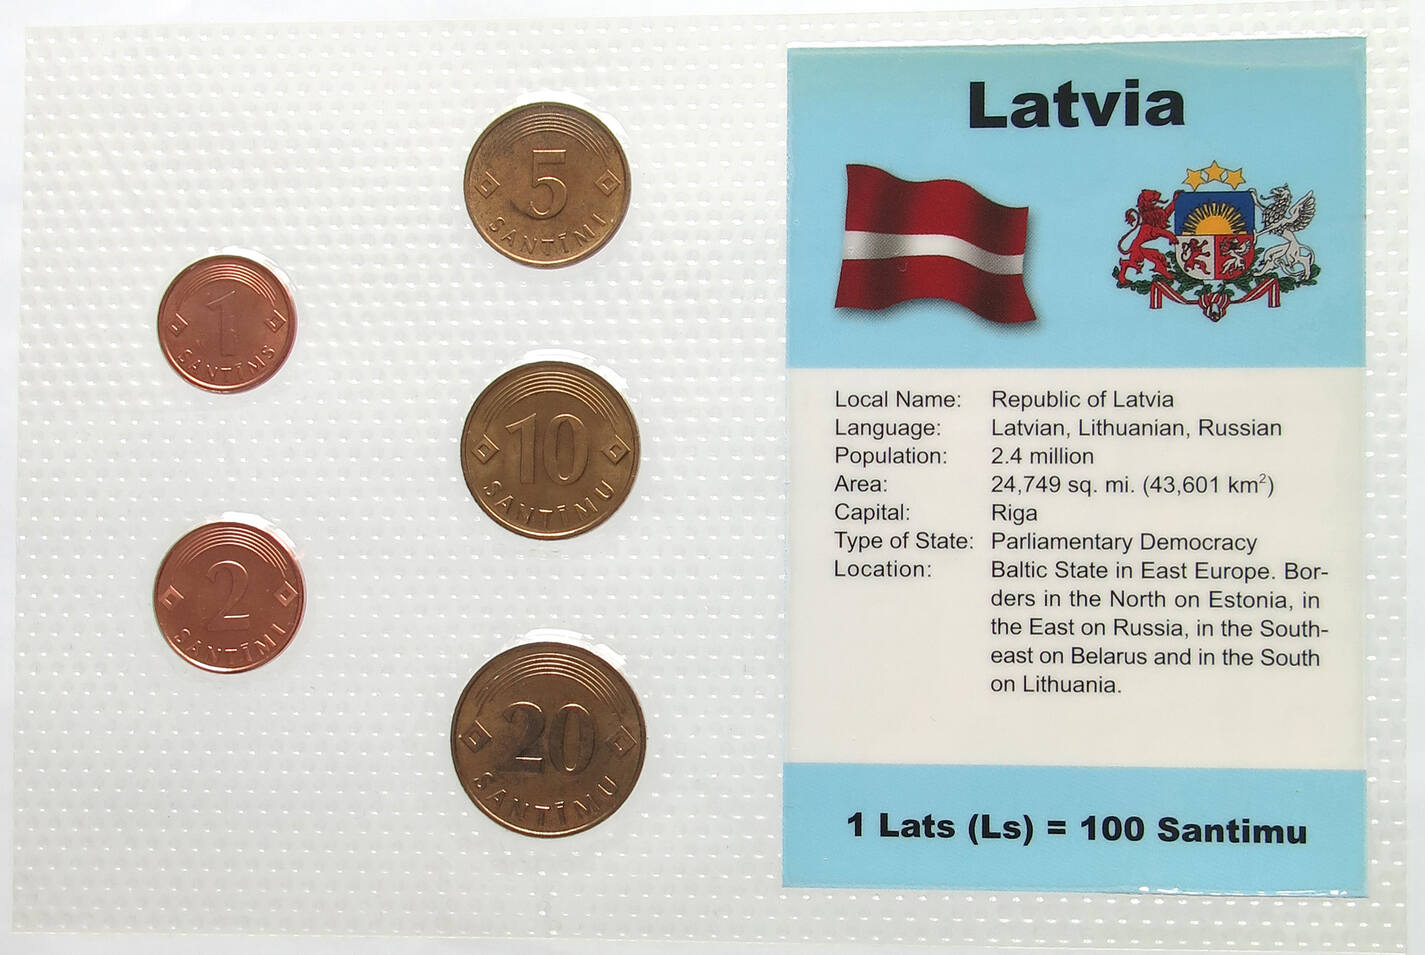 5
SANTĪMI
1
SANTĪMS
10
SANTĪMU
2
SANTĪMI
20
SANTĪMU
Latvia
Local Name: Republic of Latvia
Language: Latvian, Lithuanian, Russian
Population: 2.4 million
Area: 24,749 sq. mi. (43,601 km²)
Capital: Riga
Type of State: Parliamentary Democracy
Location: Baltic State in East Europe. Bor-
ders in the North on Estonia, in
the East on Russia, in the South-
east on Belarus and in the South
on Lithuania.
1 Lats (Ls) = 100 Santimu